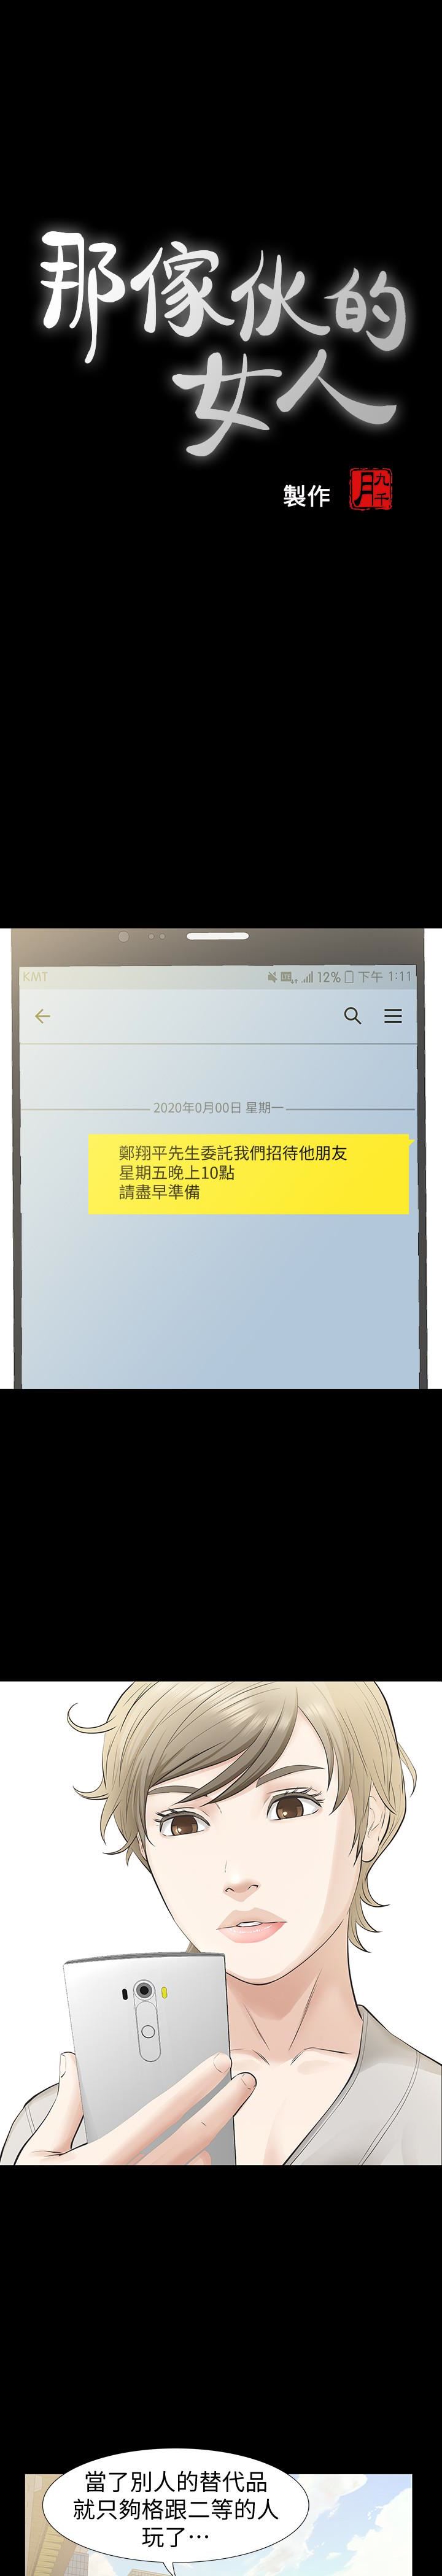 那傢伙的
女人
製作
九千
月
KMT
12% 下午 1:11
2020年0月00日 星期一
鄭翔平先生委託我們招待他朋友
星期五晚上10點
請盡早準備
當了別人的替代品
就只夠格跟二等的人
玩了⋯